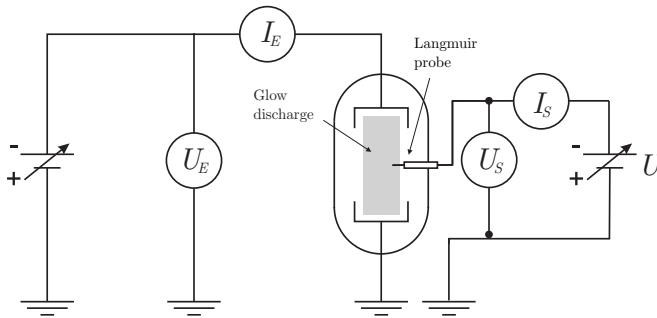 I_E
Langmuir
probe
Glow
discharge
I_S
-
+
U_E
U_S
-
+
U